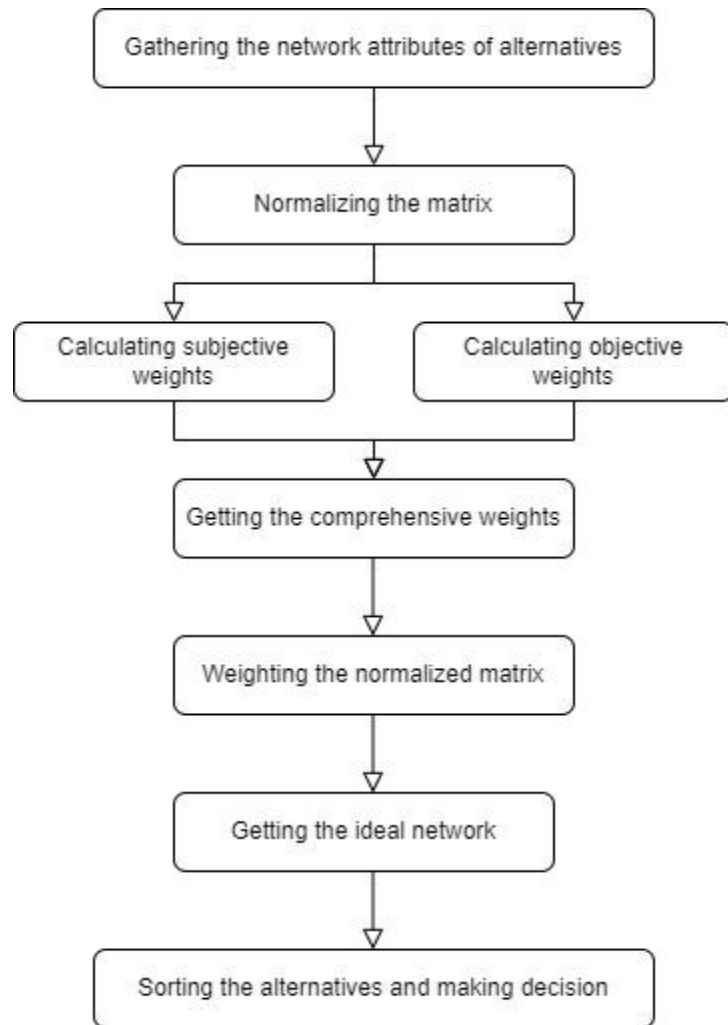 Gathering the network attributes of alternatives
Normalizing the matrix
Calculating subjective
weights
Calculating objective
weights
Getting the comprehensive weights
Weighting the normalized matrix
Getting the ideal network
Sorting the alternatives and making decision